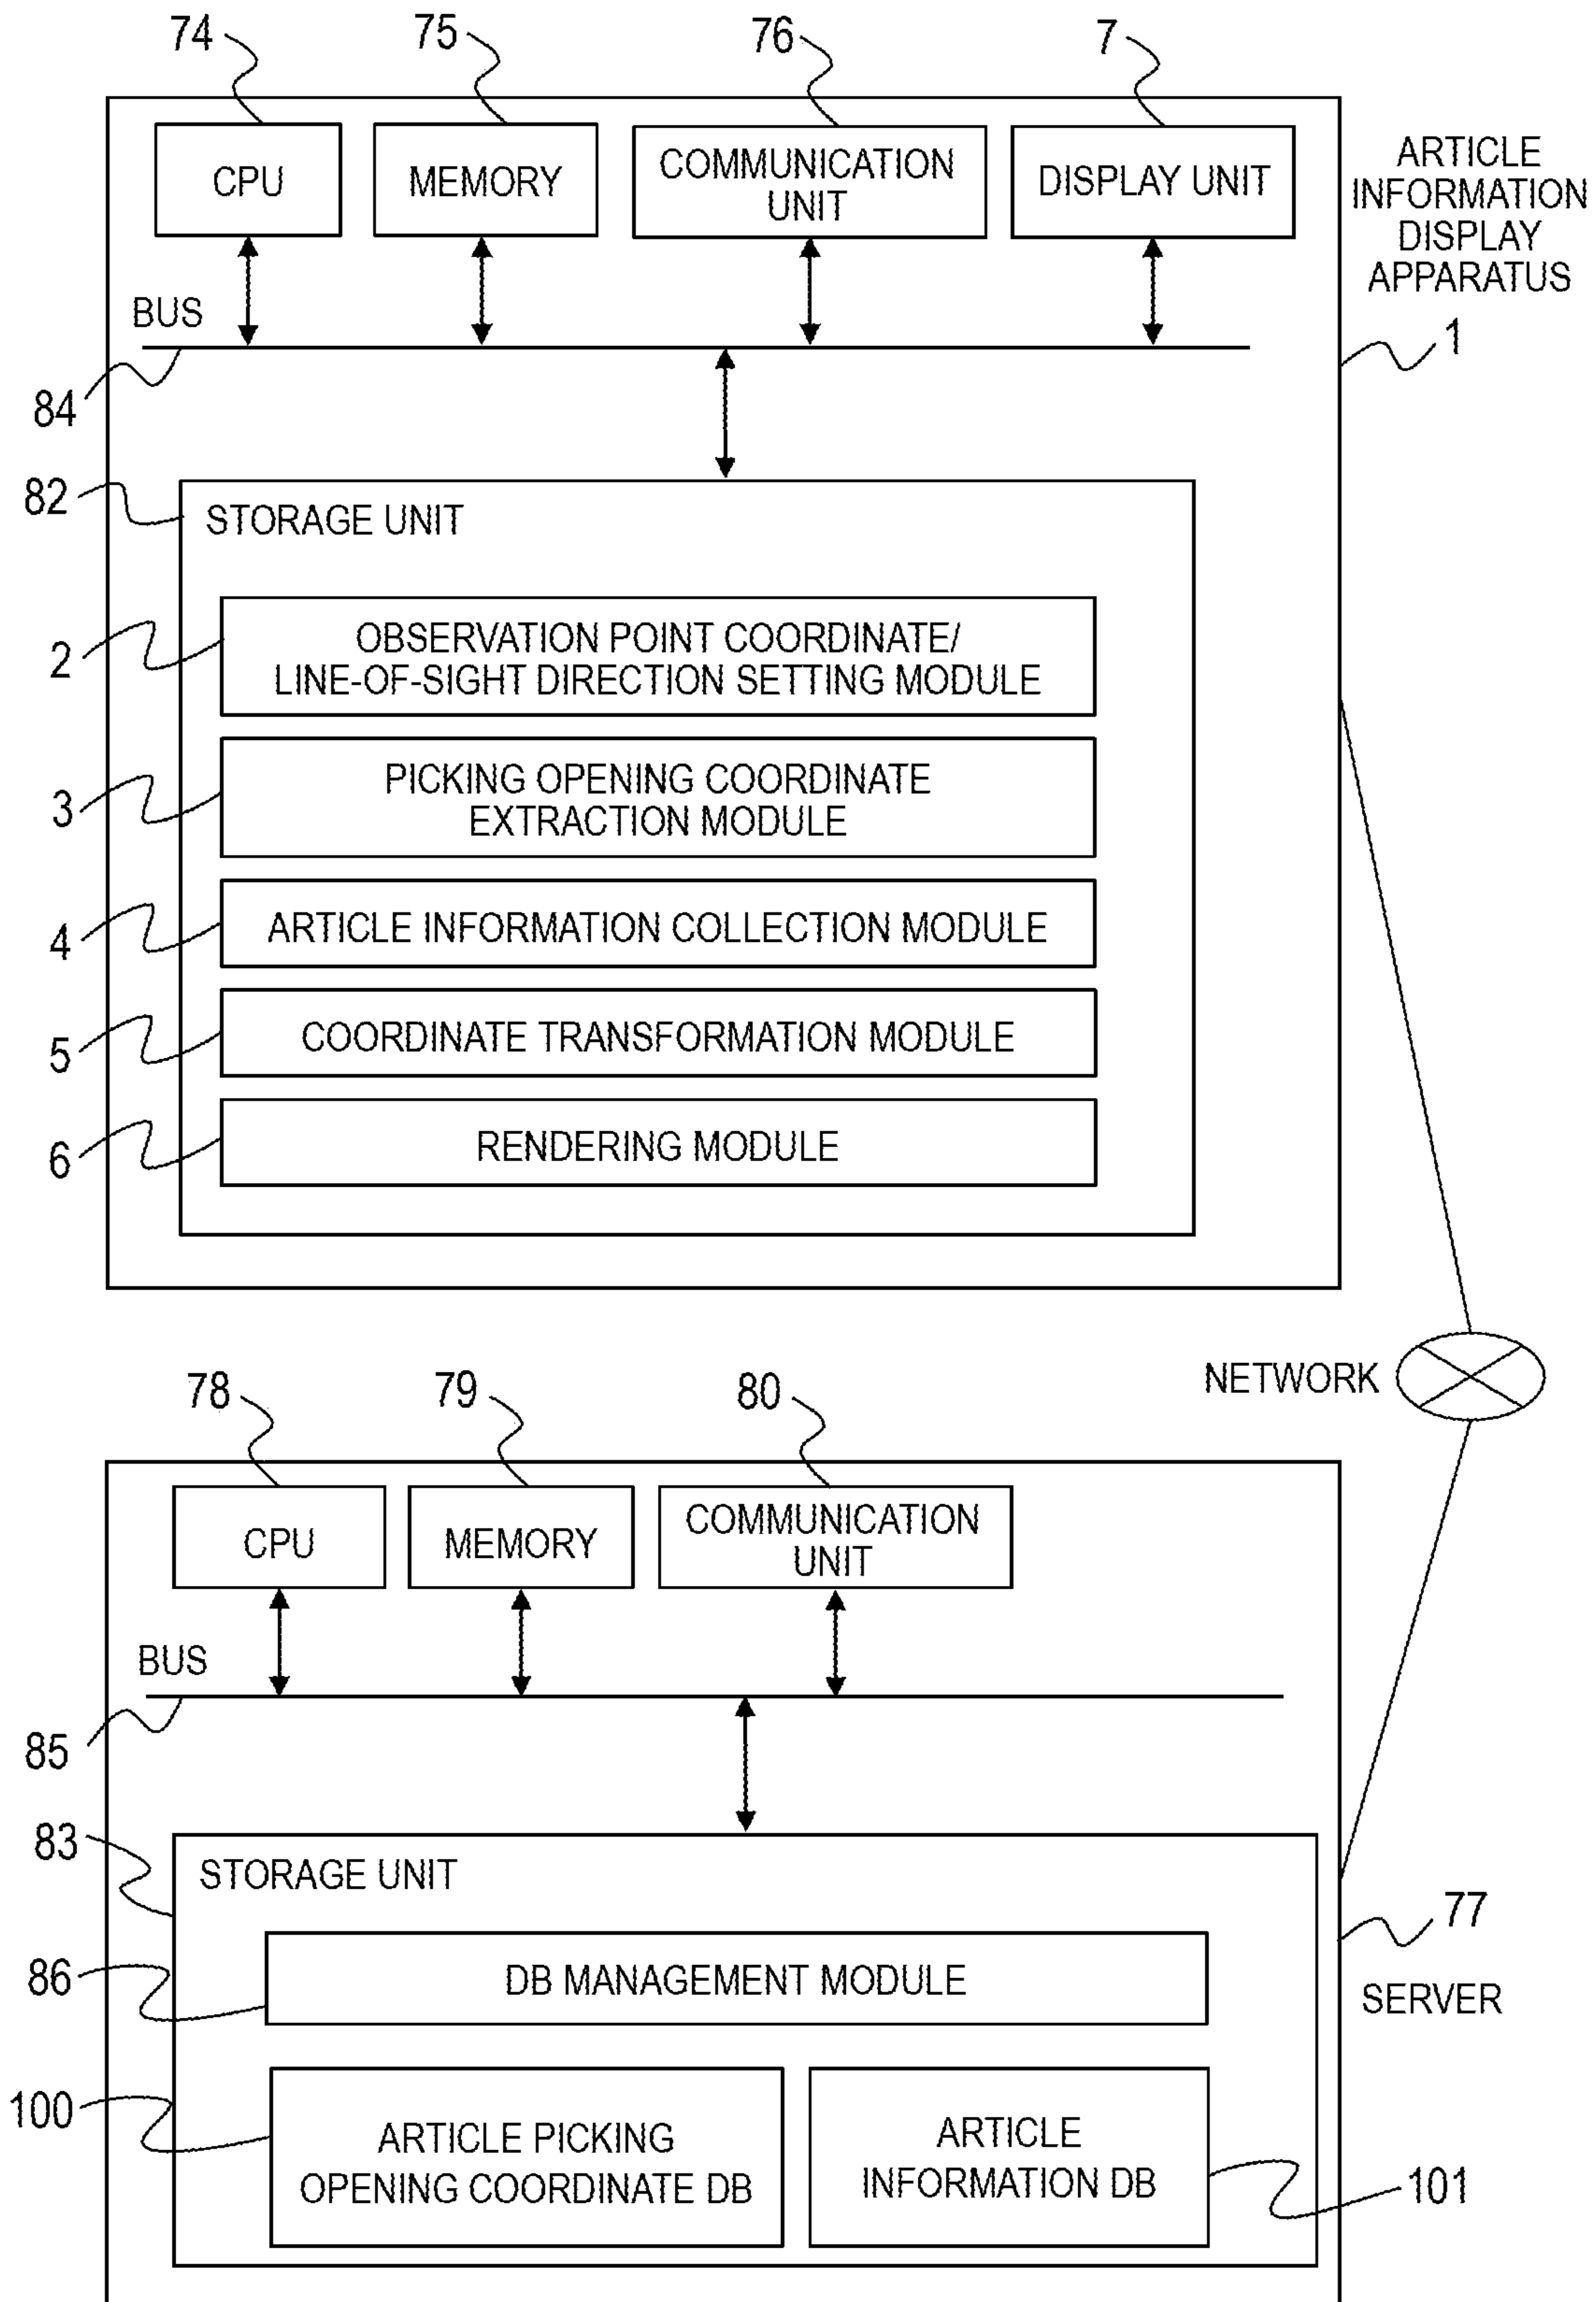 74
75
76
7
CPU
MEMORY
COMMUNICATION
UNIT
DISPLAY UNIT
ARTICLE
INFORMATION
DISPLAY
APPARATUS
1
BUS
84
82
STORAGE UNIT
2
OBSERVATION POINT COORDINATE/
LINE-OF-SIGHT DIRECTION SETTING MODULE
3
PICKING OPENING COORDINATE
EXTRACTION MODULE
4
ARTICLE INFORMATION COLLECTION MODULE
5
COORDINATE TRANSFORMATION MODULE
6
RENDERING MODULE
NETWORK
78
79
80
CPU
MEMORY
COMMUNICATION
UNIT
BUS
85
83
STORAGE UNIT
77
SERVER
86
DB MANAGEMENT MODULE
100
ARTICLE PICKING
OPENING COORDINATE DB
ARTICLE
INFORMATION DB
101